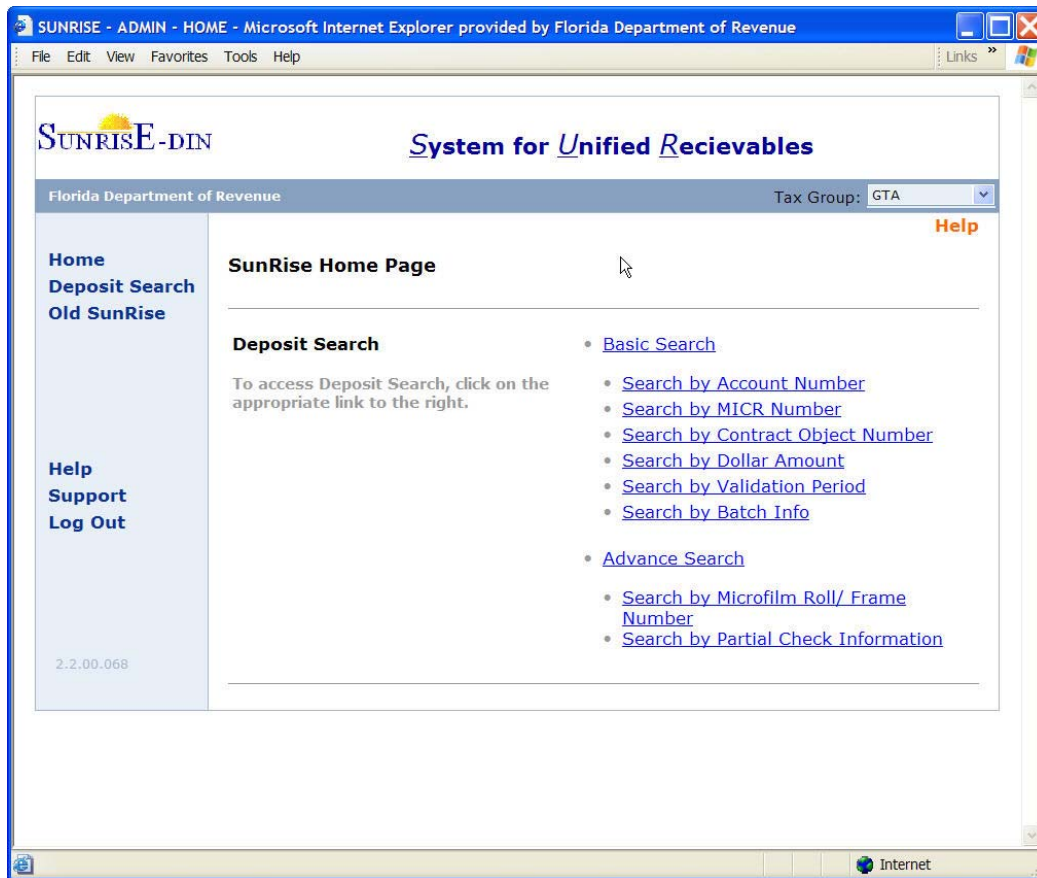 SUNRISE - ADMIN - HOME - Microsoft Internet Explorer provided by Florida Department of Revenue
File Edit View Favorites Tools Help
Links »
SUNRISE-DIN
System for Unified Recievables
Florida Department of Revenue
Tax Group: GTA
Help
Home
Deposit Search
Old SunRise
Help
Support
Log Out
2.2.00.068
SunRise Home Page
Deposit Search
To access Deposit Search, click on the
appropriate link to the right.
• Basic Search
• Search by Account Number
• Search by MICR Number
• Search by Contract Object Number
• Search by Dollar Amount
• Search by Validation Period
• Search by Batch Info
• Advance Search
• Search by Microfilm Roll/ Frame
Number
• Search by Partial Check Information
Internet